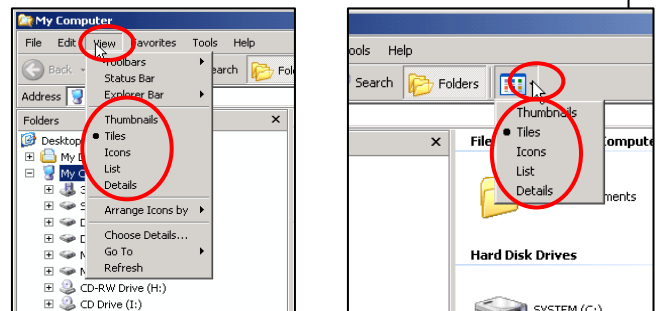 My Computer
File Edit View Favorites Tools Help
Back Search
Address
Toolbars
Status Bar
Explorer Bar
Thumbnails
Tiles
Icons
List
Details
Arrange Icons by
Choose Details...
Go To
Refresh
Folders
Desktop
CD-RW Drive (H:)
CD Drive (I:)
Help
Search Folders
Thumbnails
Tiles
Icons
List
Details
Hard Disk Drives
SYSTEM (C:)